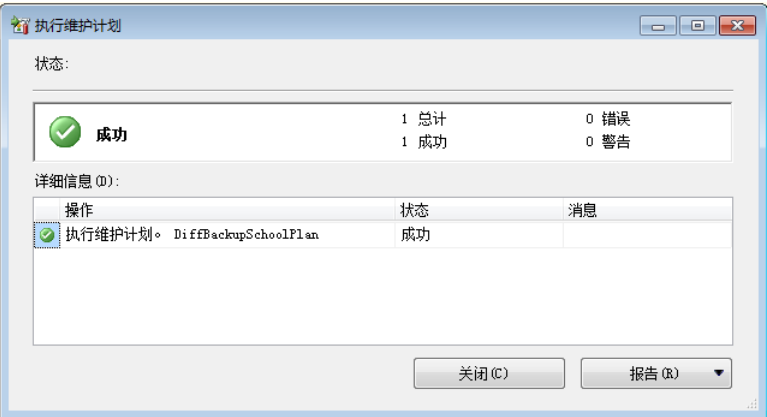 执行维护计划
状态:
成功
1 总计
0 错误
1 成功
0 警告
详细信息(D):
操作 状态 消息
执行维护计划。 DiffBackupSchoolPlan 成功
关闭(C) 报告(R)